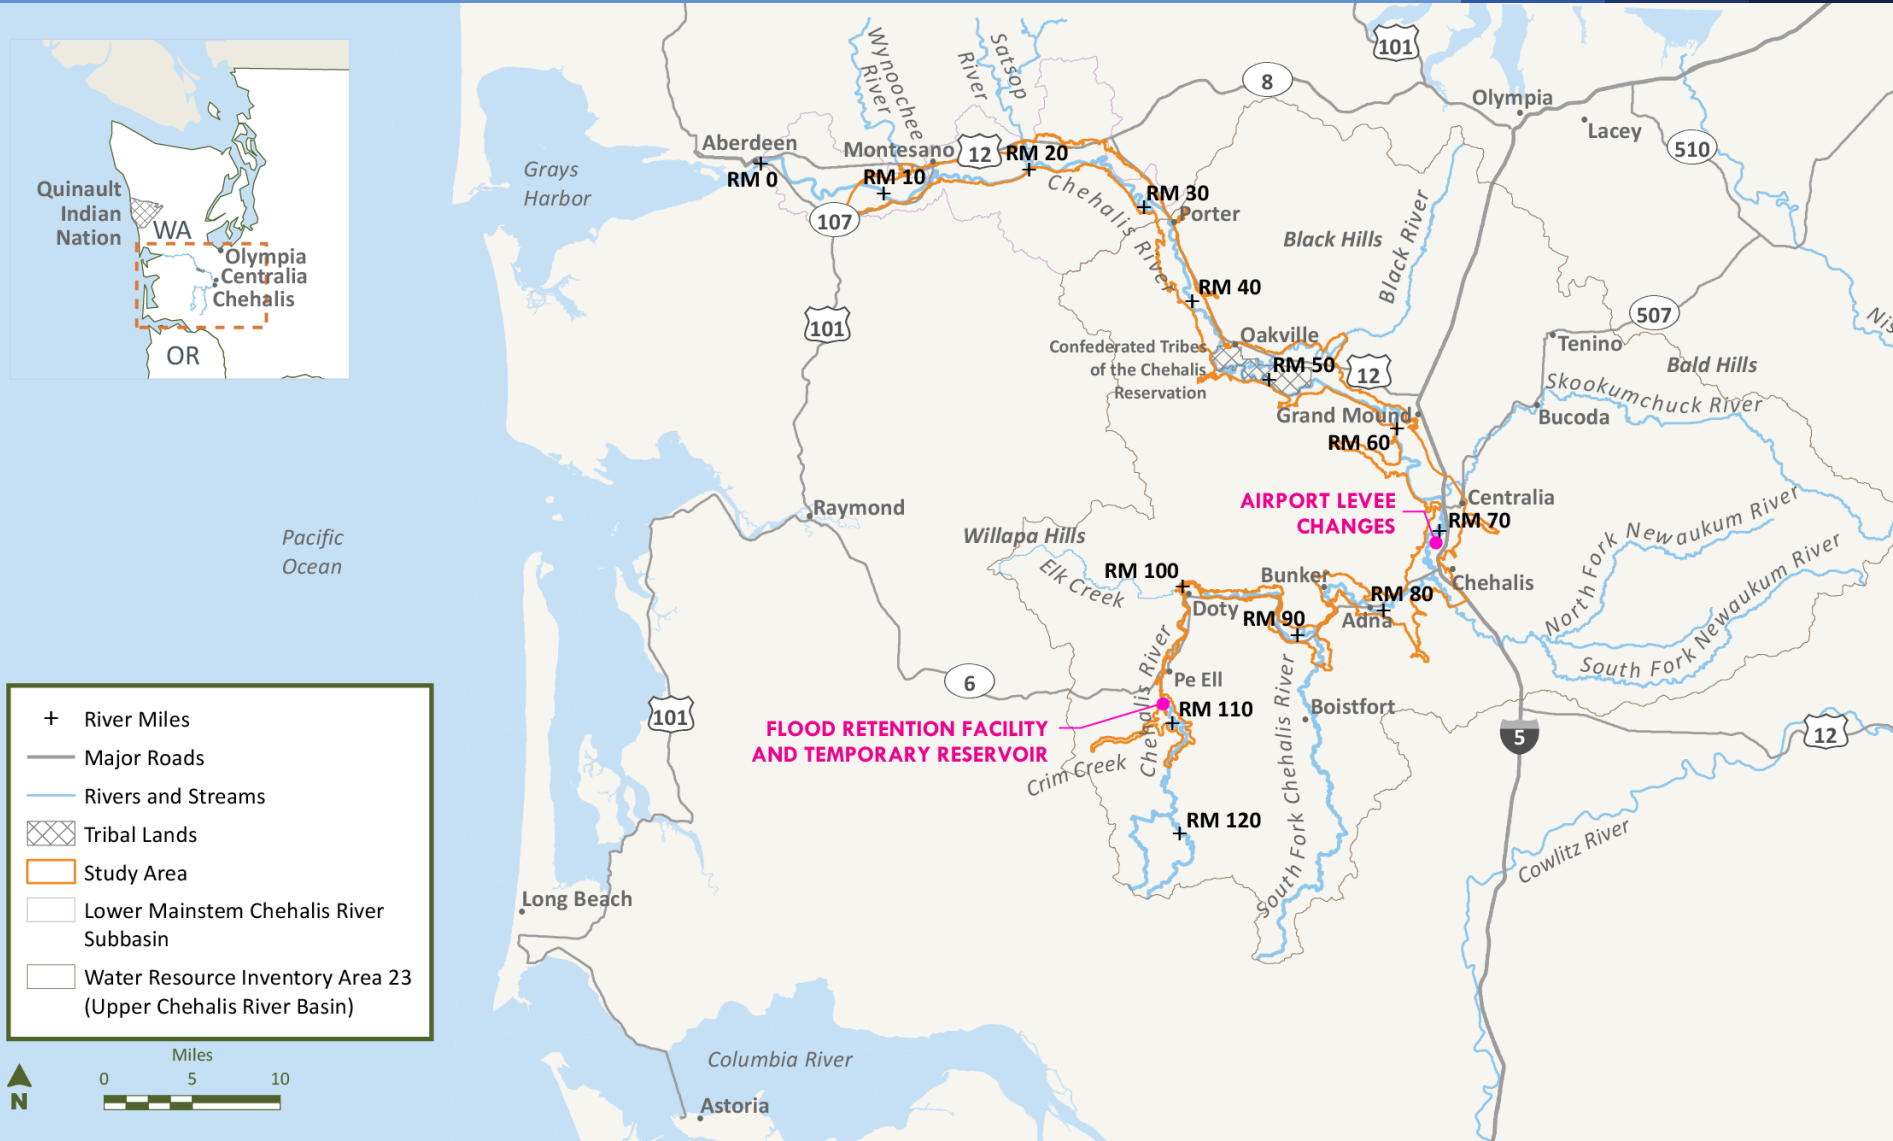 Quinault
Indian
Nation
WA
Olympia
Centralia
Chehalis
OR
Wynoochee
River
Satsop
River
101
8
Olympia
Lacey
510
Aberdeen
RM 0
Montesano
RM 10
12
RM 20
Grays
Harbor
107
Chehalis River
RM 30
Porter
Black Hills
Black River
RM 40
101
507
Nis
Oakville
Confederated Tribes
of the Chehalis
Reservation
RM 50
12
Tenino
Bald Hills
Skookumchuck River
Bucoda
Grand Mound
RM 60
Centralia
AIRPORT LEVEE
CHANGES
RM 70
Raymond
Pacific
Ocean
Willapa Hills
Elk Creek
RM 100
Doty
Bunker
RM 90
RM 80
Adna
Chehalis
North Fork Newaukum River
South Fork Newaukum River
Chehalis River
Pe Ell
6
RM 110
FLOOD RETENTION FACILITY
AND TEMPORARY RESERVOIR
Crim Creek
South Fork Chehalis River
Boistfort
101
5
12
RM 120
Cowlitz River
Long Beach
Columbia River
Astoria
River Miles
Major Roads
Rivers and Streams
Tribal Lands
Study Area
Lower Mainstem Chehalis River
Subbasin
Water Resource Inventory Area 23
(Upper Chehalis River Basin)
Miles
0 5 10
N